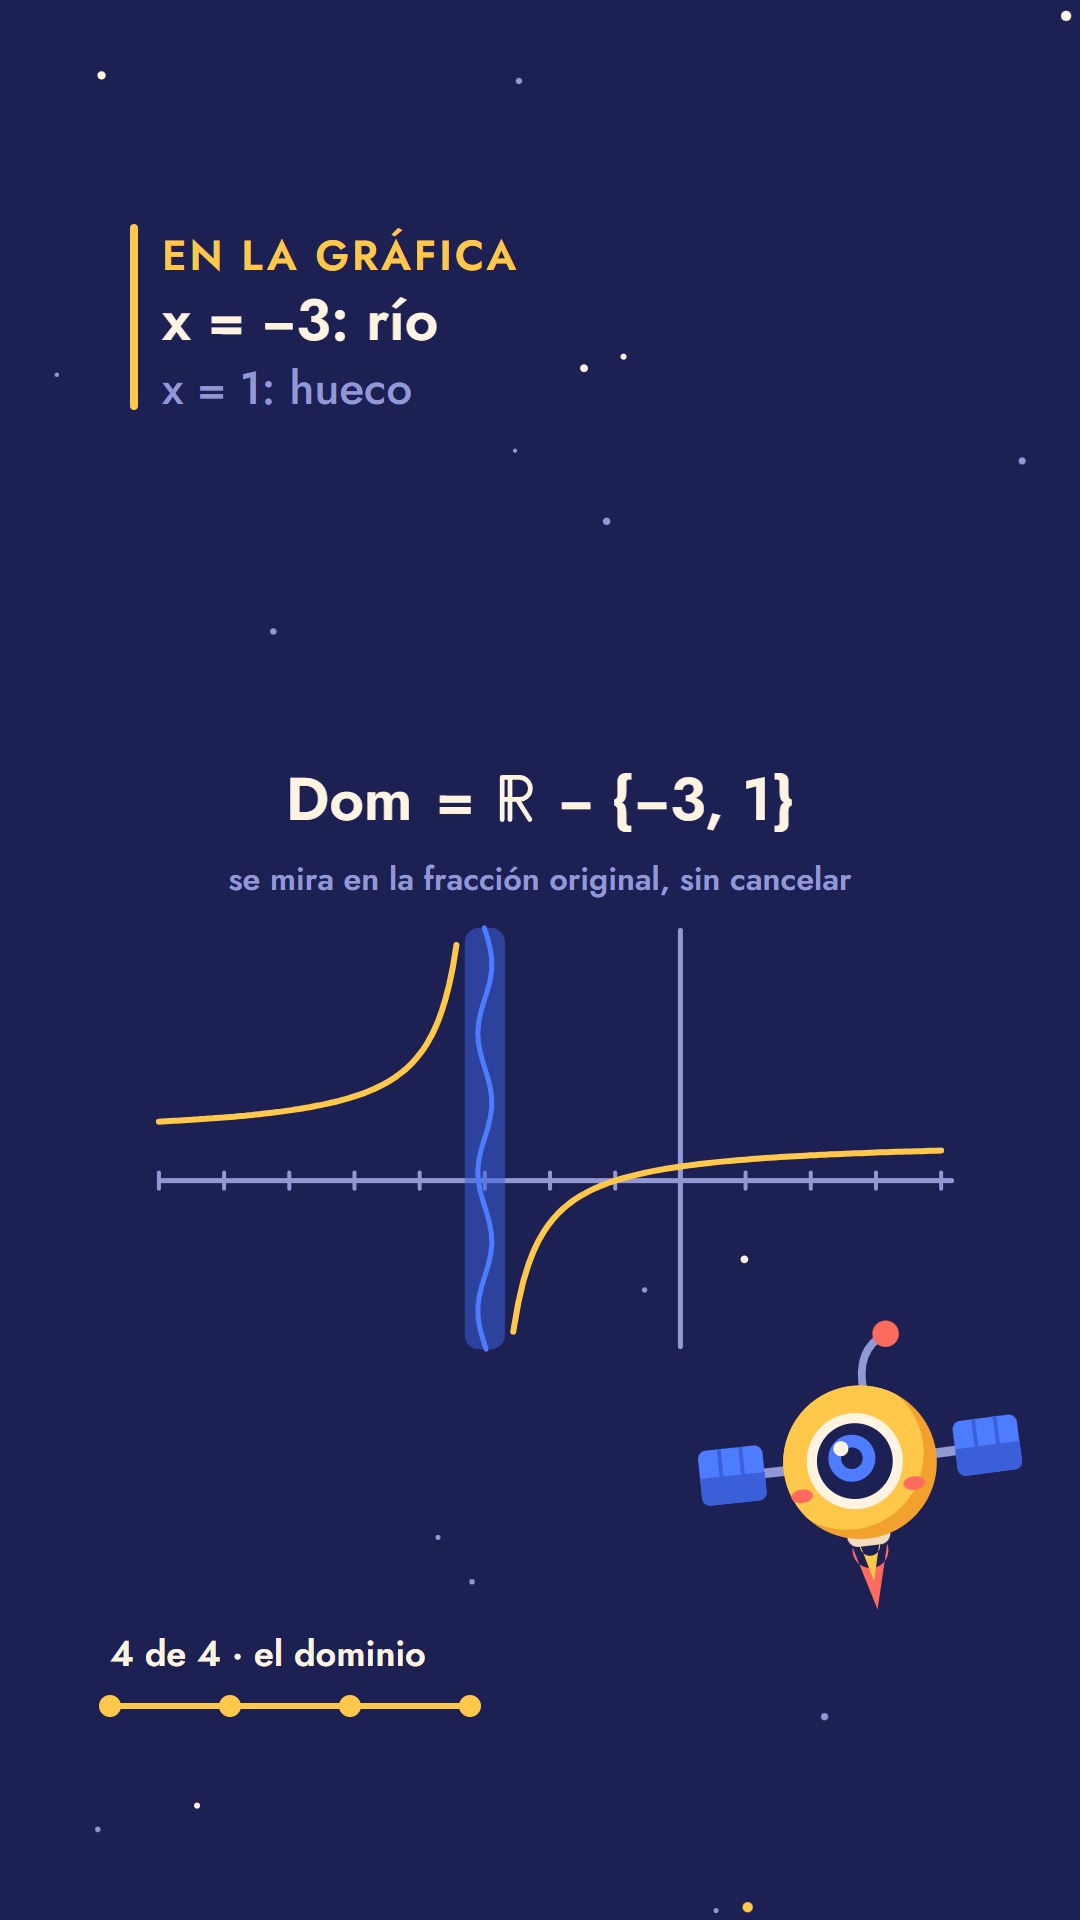 EN LA GRÁFICA
x = –3: río
x = 1: hueco
Dom = ℝ – {–3, 1}
se mira en la fracción original, sin cancelar
4 de 4 · el dominio